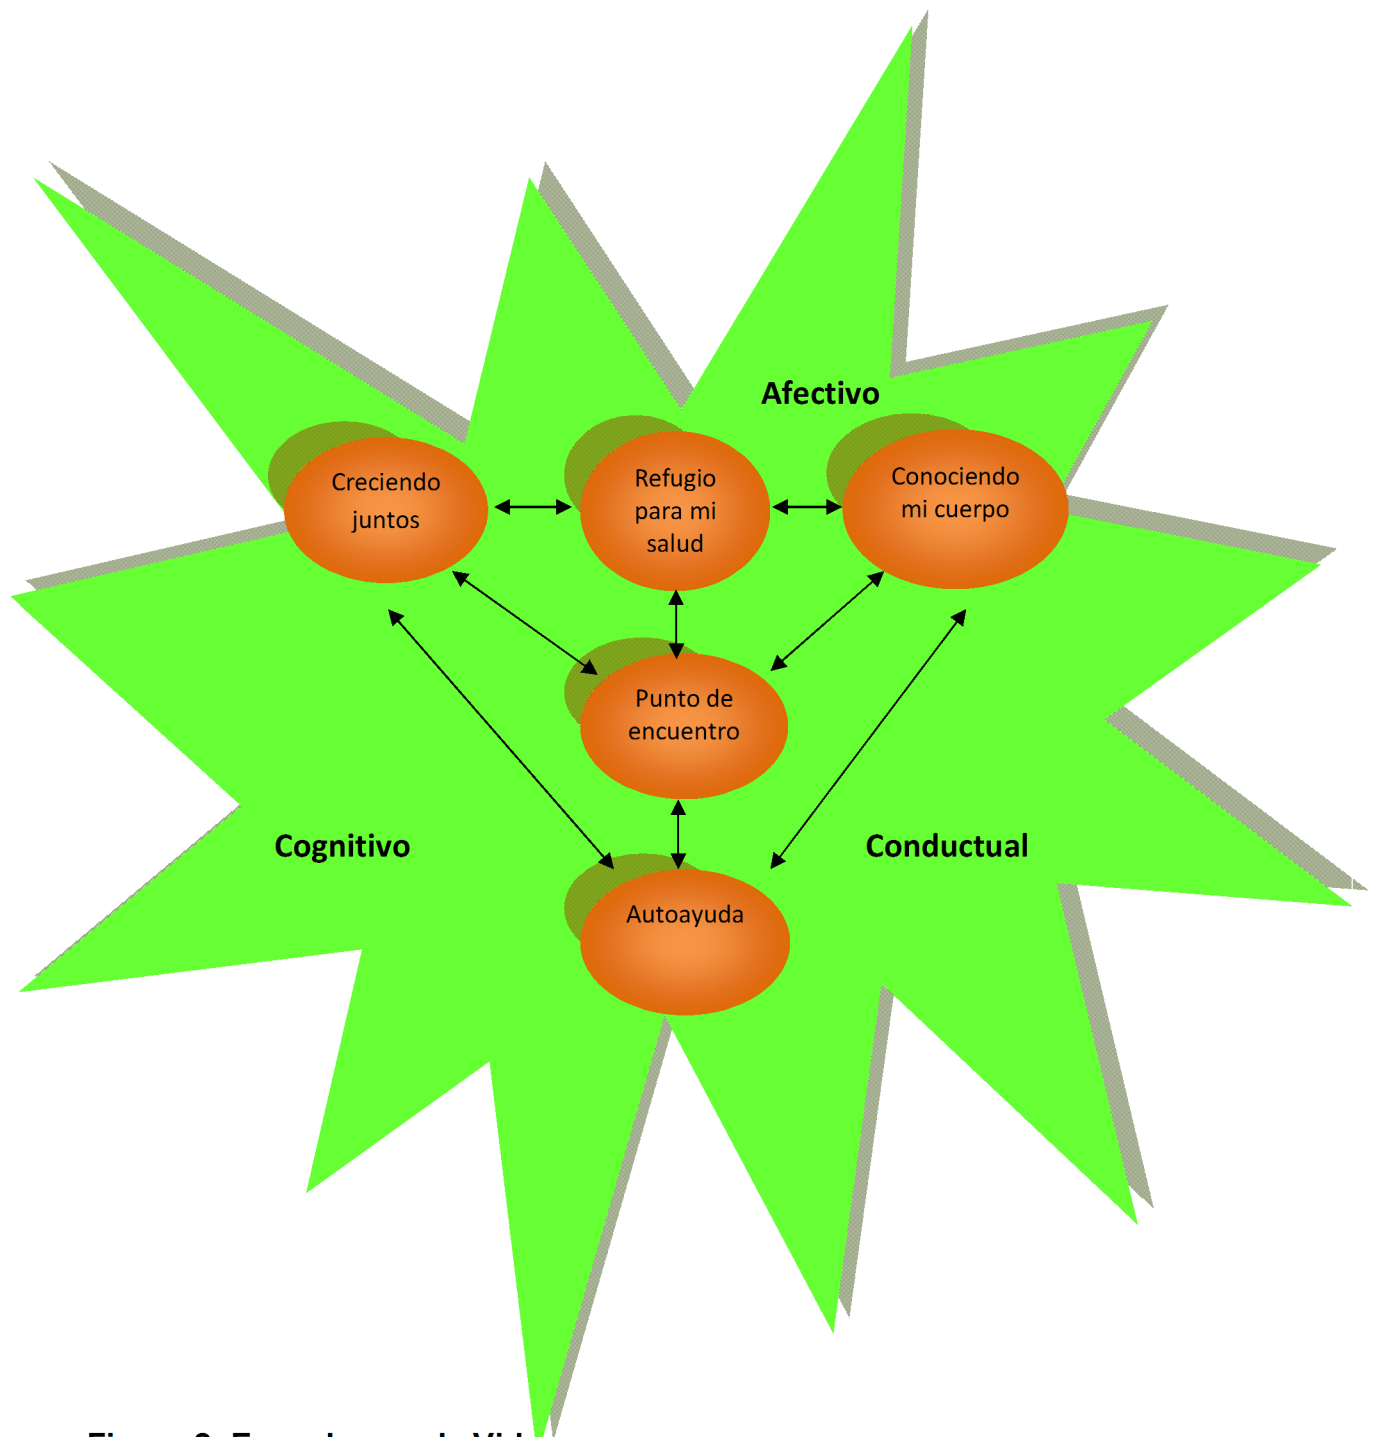 Afectivo
Creciendo
juntos
Refugio
para mi
salud
Conociendo
mi cuerpo
Punto de
encuentro
Cognitivo
Conductual
Autoayuda